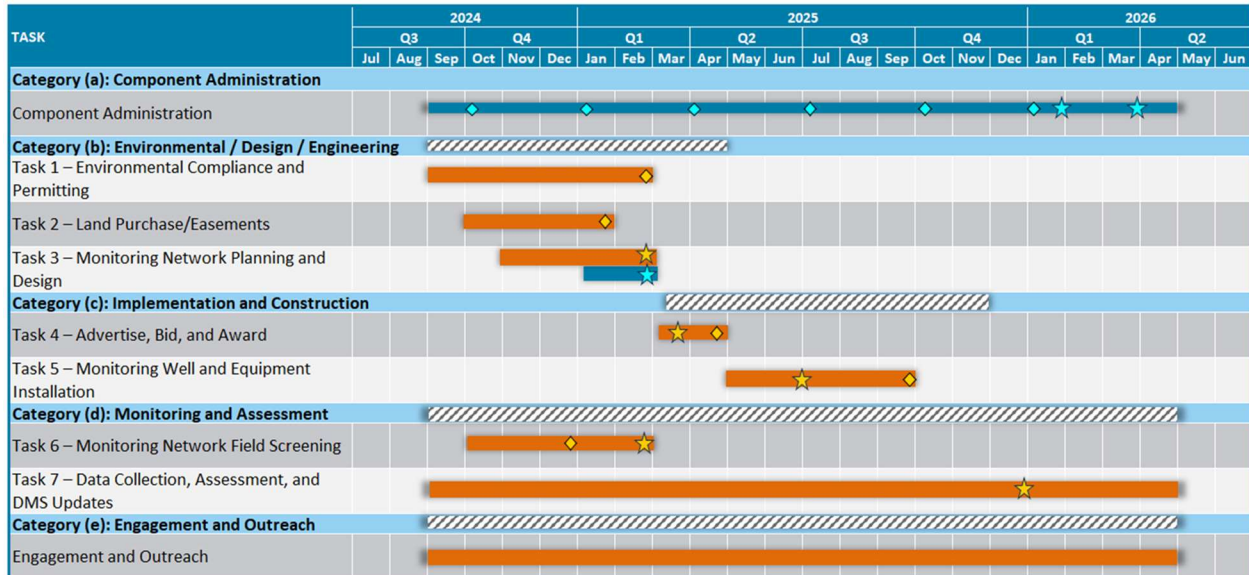 2024 2025 2026
TASK
Q3 Q4 Q1 Q2 Q3 Q4 Q1 Q2
Jul Aug Sep Oct Nov Dec Jan Feb Mar Apr May Jun Jul Aug Sep Oct Nov Dec Jan Feb Mar Apr May Jun
Category (a): Component Administration
Component Administration
Category (b): Environmental / Design / Engineering
Task 1 – Environmental Compliance and
Permitting
Task 2 – Land Purchase/Easements
Task 3 – Monitoring Network Planning and
Design
Category (c): Implementation and Construction
Task 4 – Advertise, Bid, and Award
Task 5 – Monitoring Well and Equipment
Installation
Category (d): Monitoring and Assessment
Task 6 – Monitoring Network Field Screening
Task 7 – Data Collection, Assessment, and
DMS Updates
Category (e): Engagement and Outreach
Engagement and Outreach